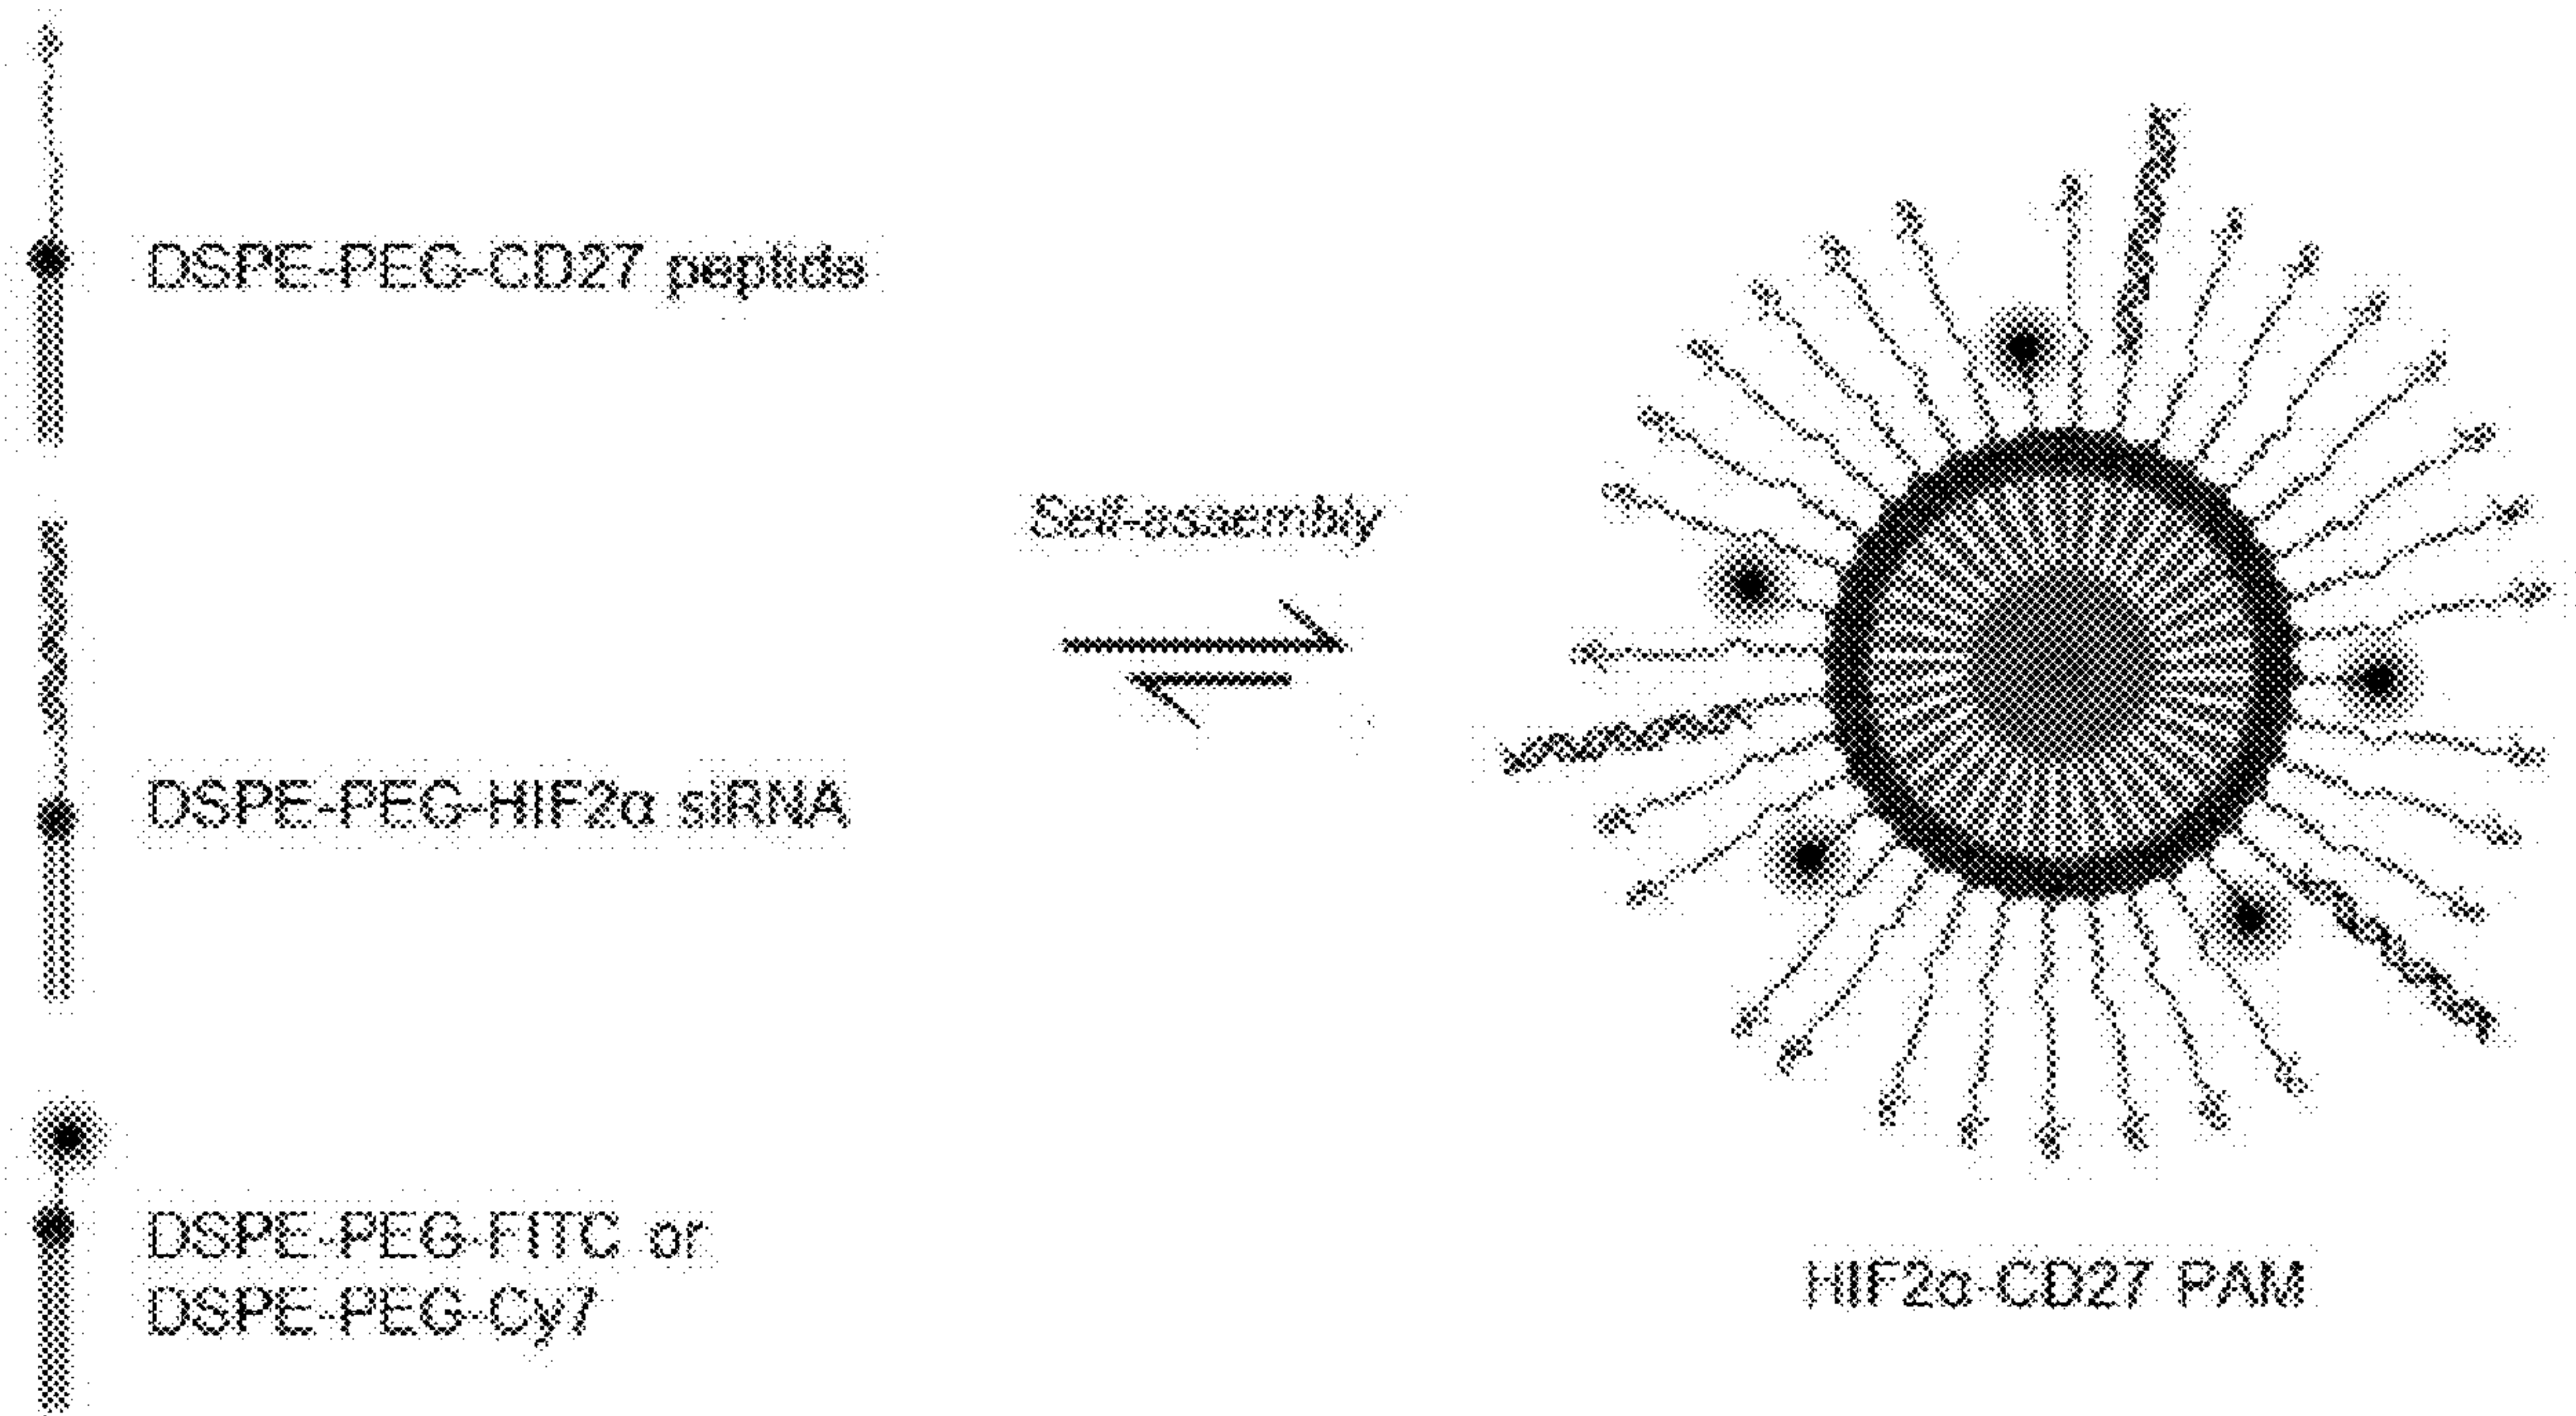 DSPE-PEG-CD27 peptide
Self-assembly
DSPE-PEG-HIF2α siRNA
DSPE-PEG-FITC or
DSPE-PEG-Cy7
HIF2α-CD27 PAM